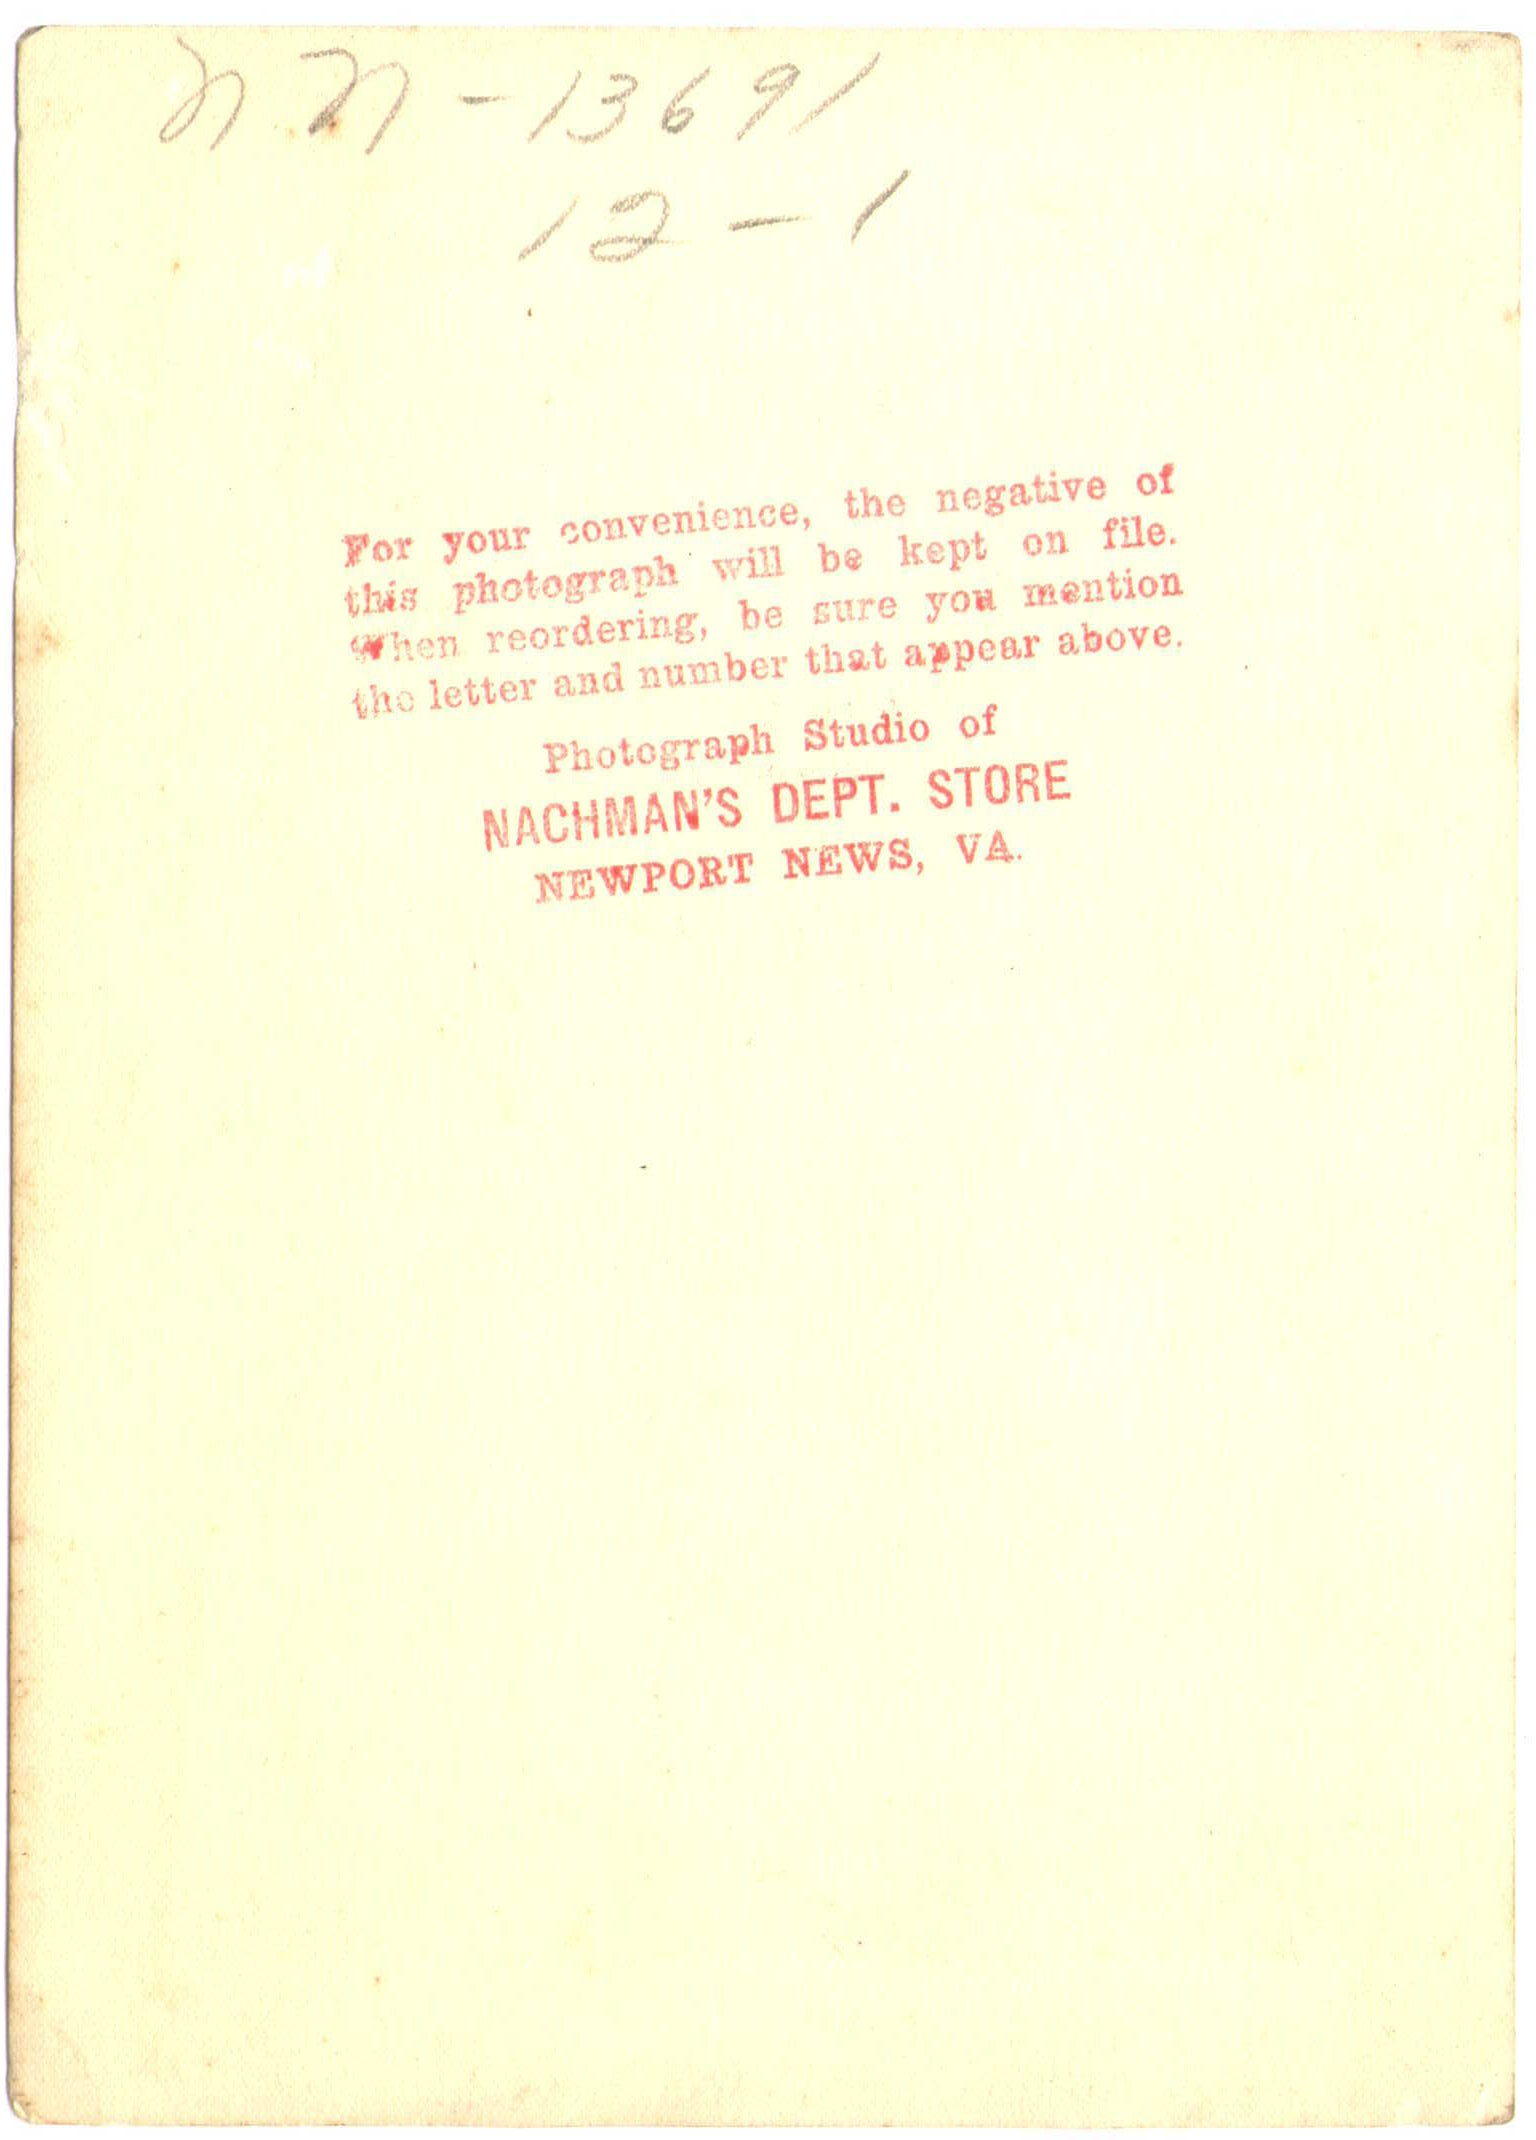 NN-13691
12-1
For your convenience, the negative of
this photograph will be kept on file.
When reordering, be sure you mention
the letter and number that appear above.
Photograph Studio of
NACHMAN'S DEPT. STORE
NEWPORT NEWS, VA.